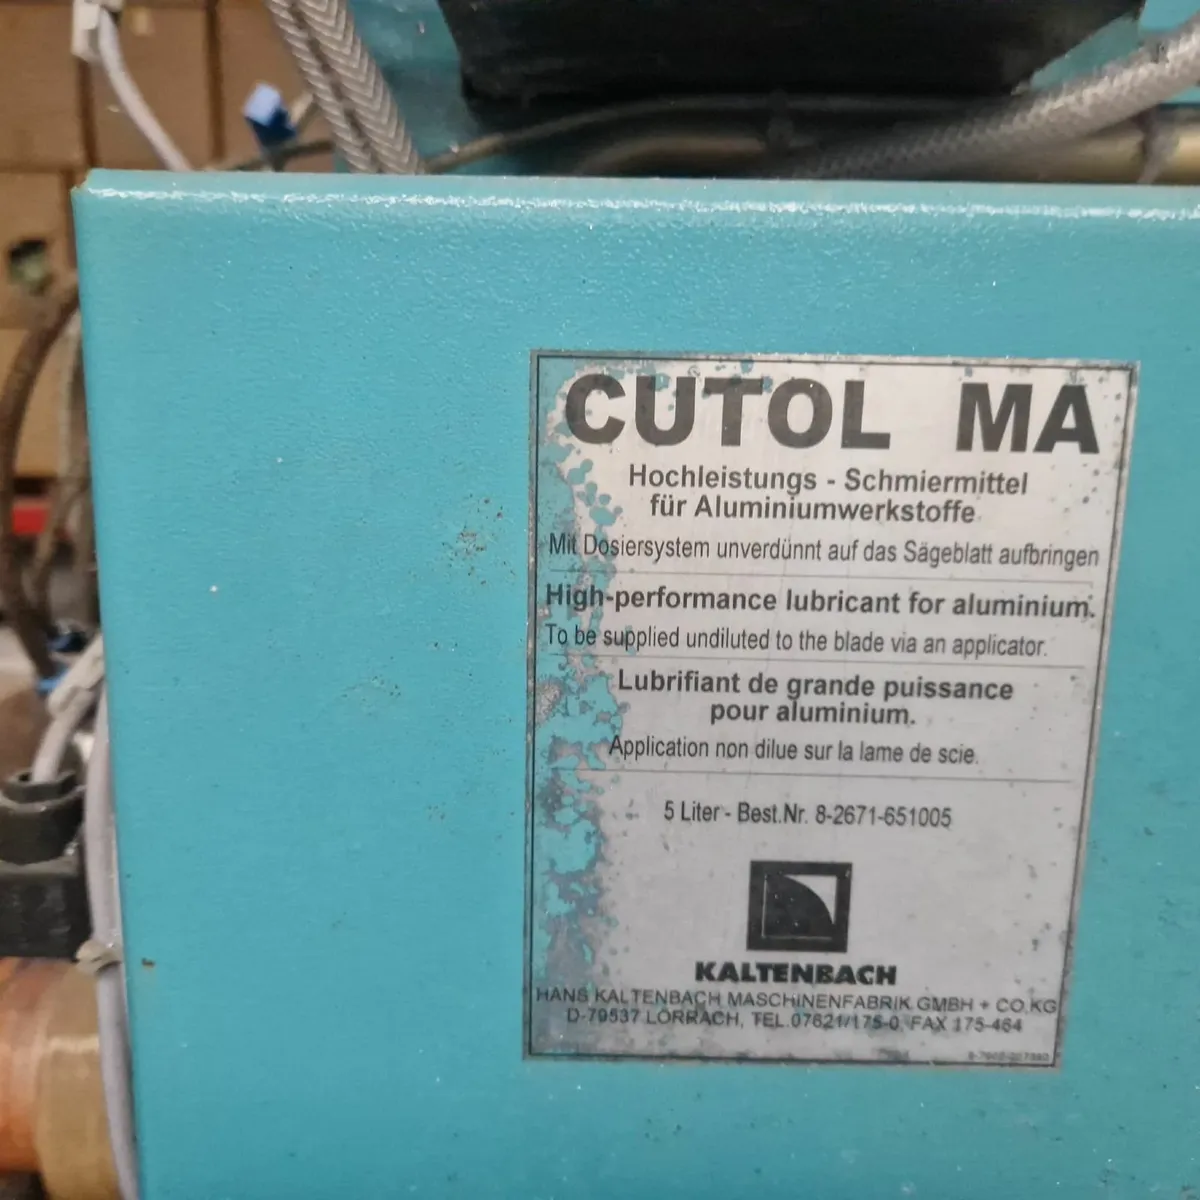 CUTOL MA
Hochleistungs - Schmiermittel
für Aluminiumwerkstoffe
Mit Dosiersystem unverdünnt auf das Sägeblatt aufbringen
High-performance lubricant for aluminium.
To be supplied undiluted to the blade via an applicator.
Lubrifiant de grande puissance
pour aluminium.
Application non dilue sur la lame de scie.
5 Liter - Best.Nr. 8-2671-651005
KALTENBACH
HANS KALTENBACH MASCHINENFABRIK GMBH + CO.KG
D-79537 LÖRRACH, TEL.07621/175-0, FAX 175-464